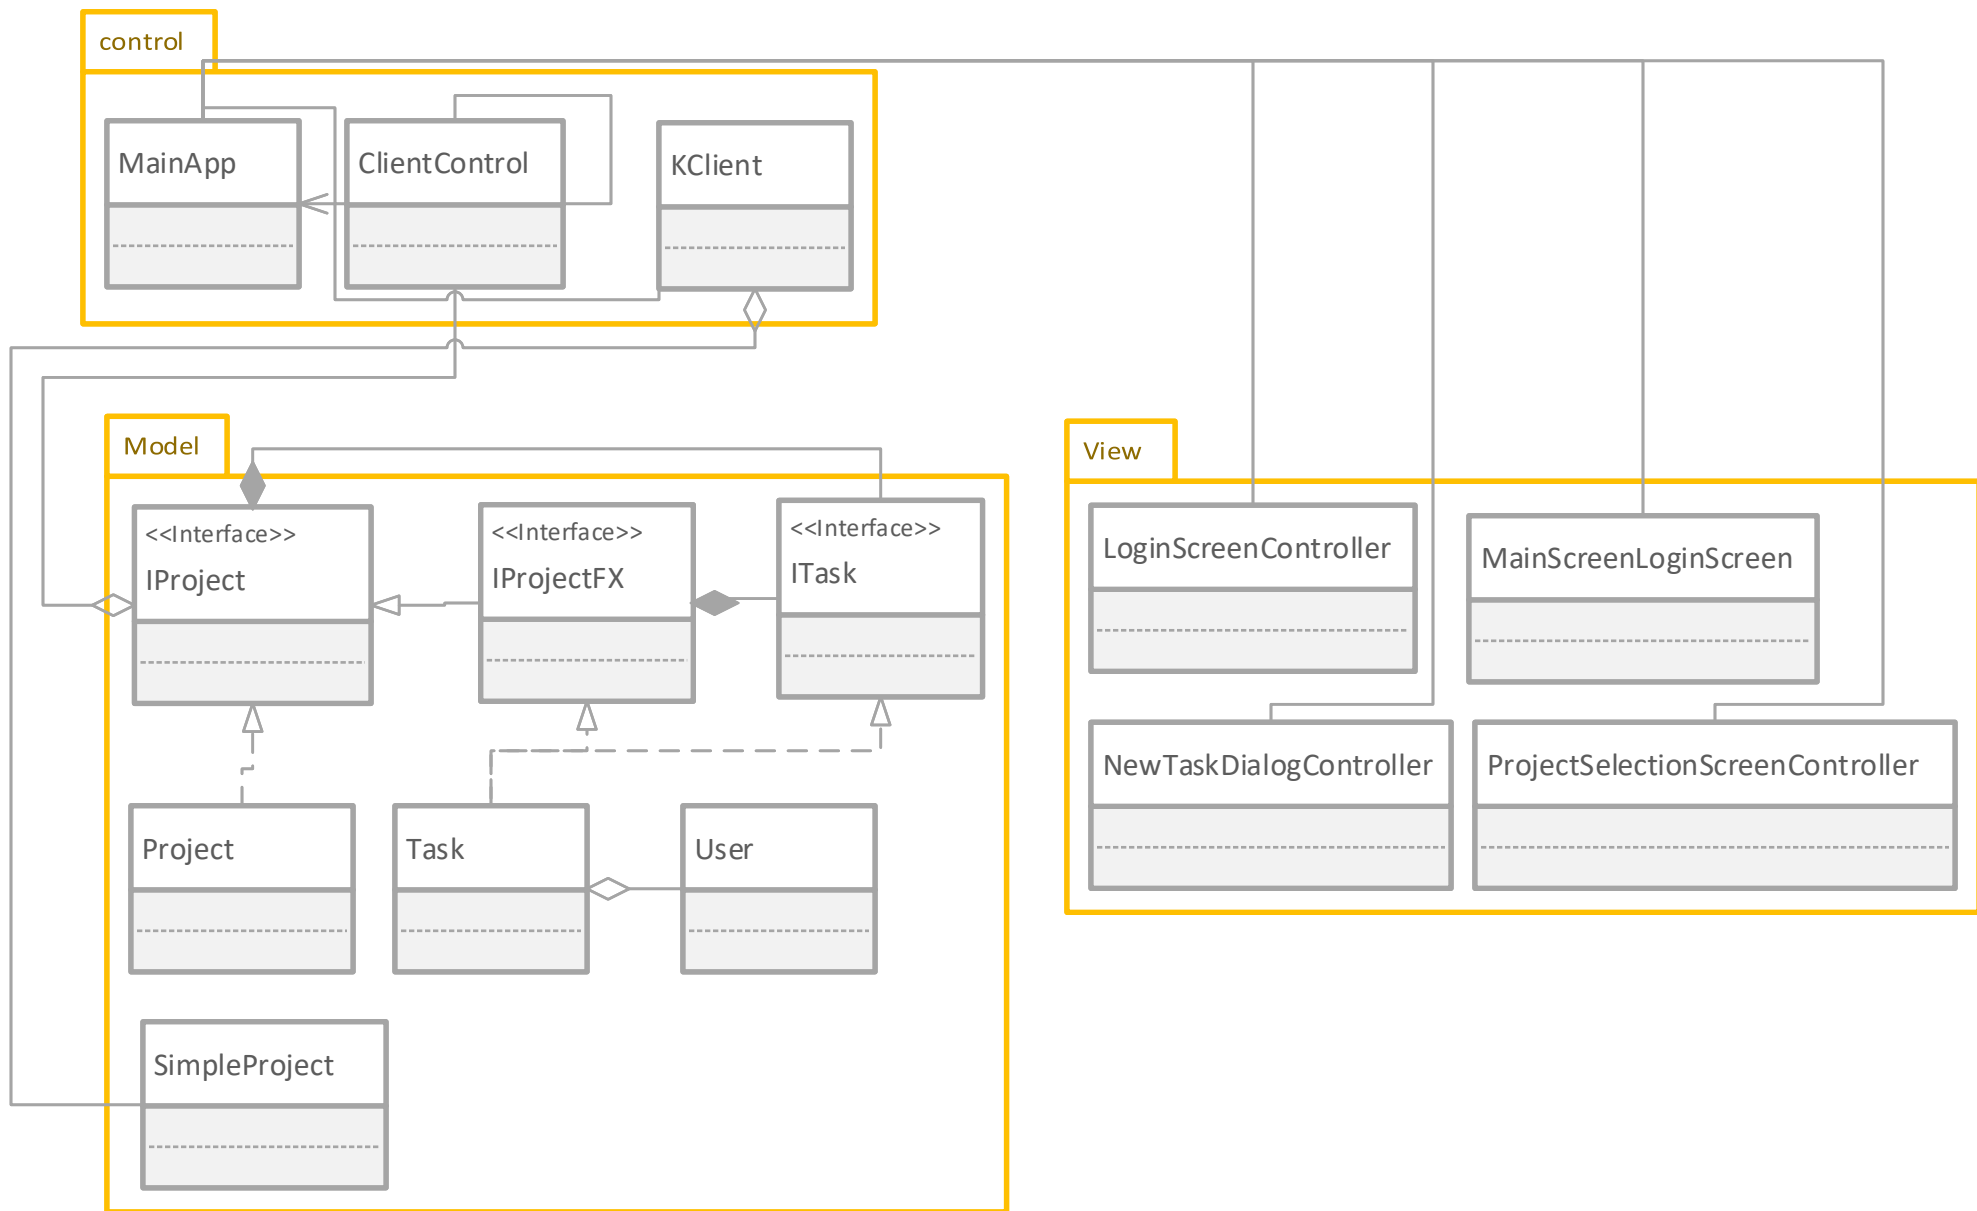 control
MainApp
ClientControl
KClient
Model
<<Interface>>
IProject
<<Interface>>
IProjectFX
<<Interface>>
ITask
Project
Task
User
SimpleProject
View
LoginScreenController
MainScreenLoginScreen
NewTaskDialogController
ProjectSelectionScreenController